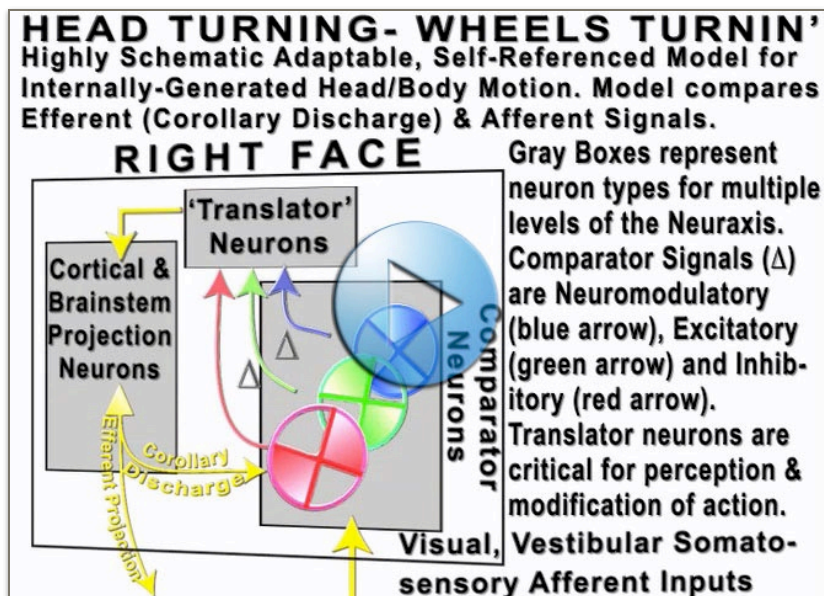 HEAD TURNING- WHEELS TURNIN’
Highly Schematic Adaptable, Self-Referenced Model for
Internally-Generated Head/Body Motion. Model compares
Efferent (Corollary Discharge) & Afferent Signals.
RIGHT FACE
‘Translator’
Neurons
Cortical &
Brainstem
Projection
Neurons
Δ
Δ
Comparator
Neurons
Corollary
Discharge
Efferent Projection
Gray Boxes represent
neuron types for multiple
levels of the Neuraxis.
Comparator Signals (Δ)
are Neuromodulatory
(blue arrow), Excitatory
(green arrow) and Inhib-
itory (red arrow).
Translator neurons are
critical for perception &
modification of action.
Visual, Vestibular Somato-
sensory Afferent Inputs